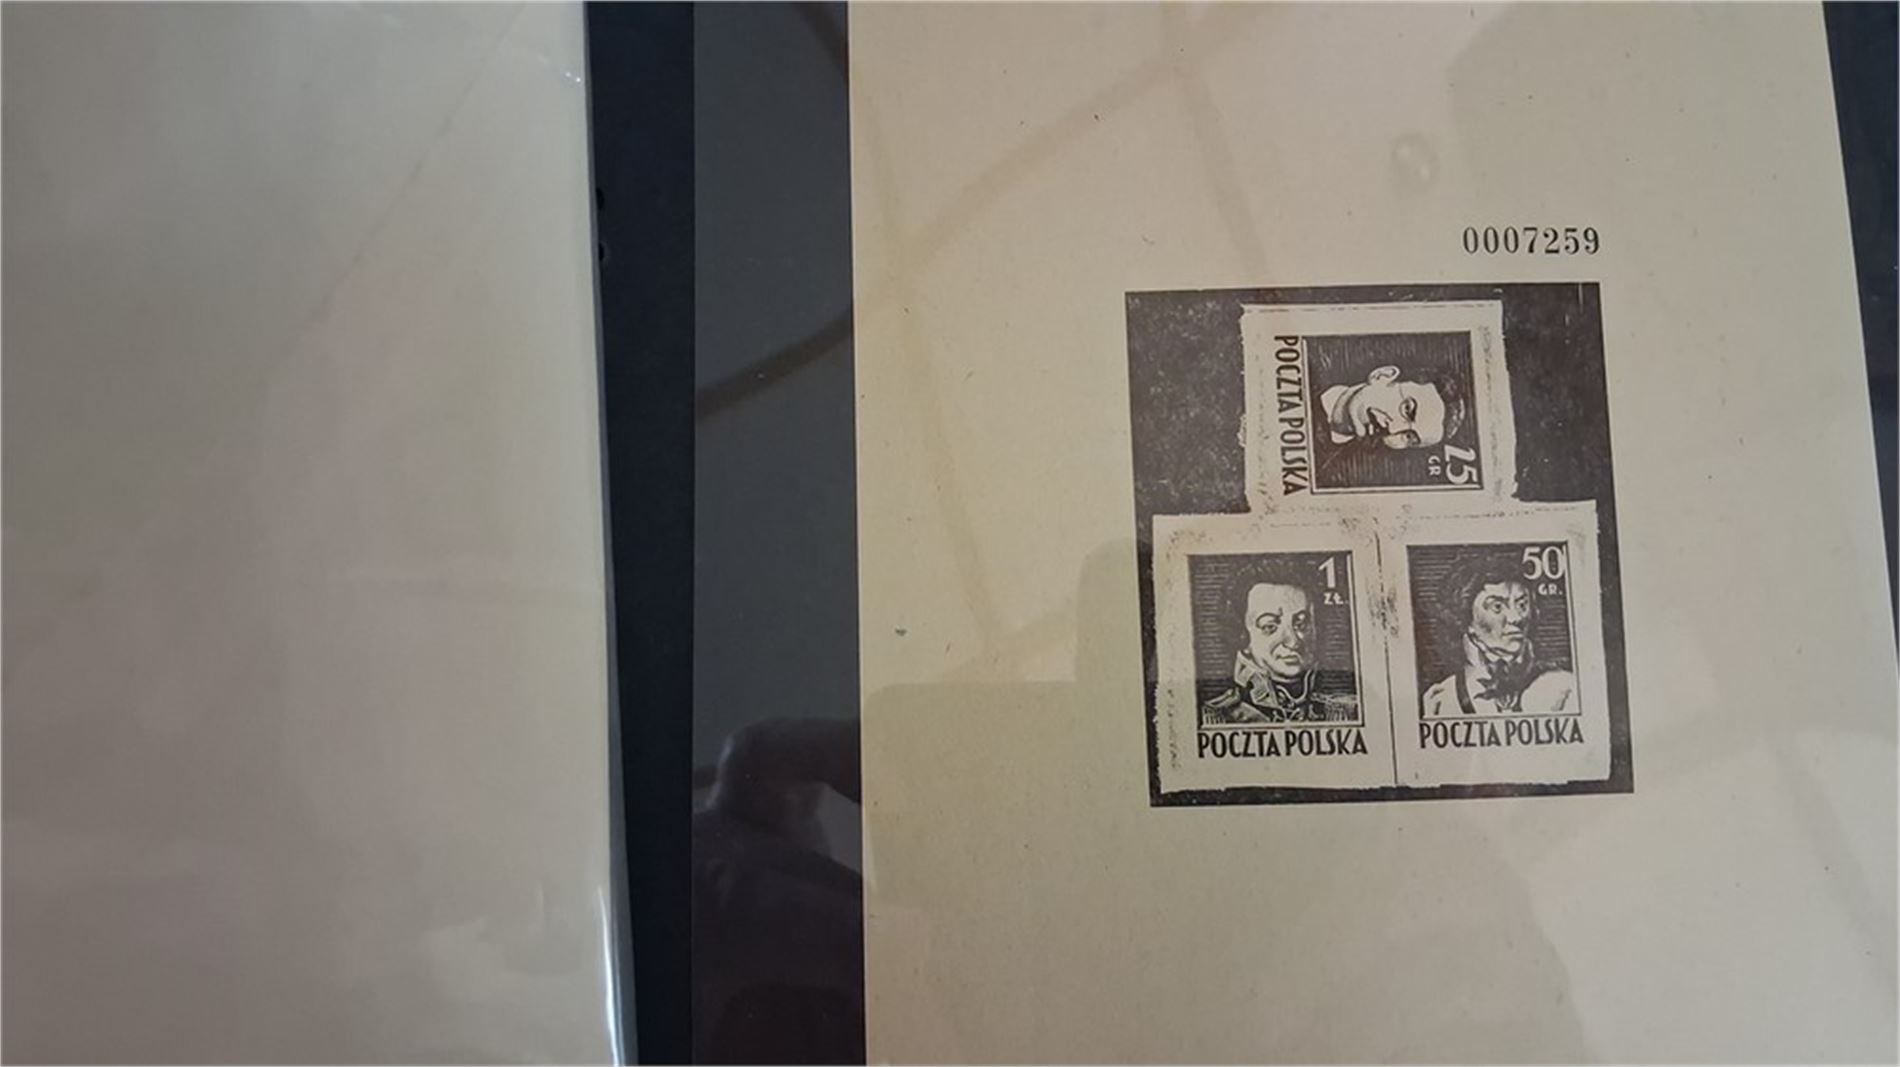 0007259
POCZTA POLSKA
25
GR
1
ZŁ.
POCZTA POLSKA
50
GR.
POCZTA POLSKA